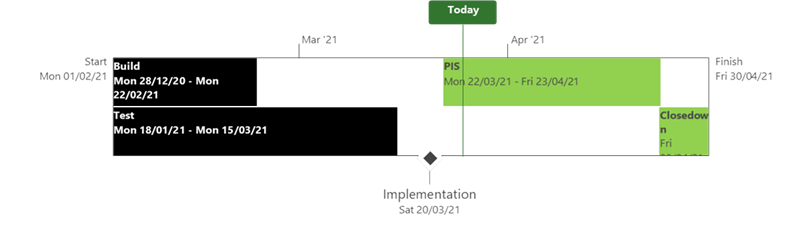 Today
Mar '21
Apr '21
Start
Mon 01/02/21
Build
Mon 28/12/20 - Mon
22/02/21
PIS
Mon 22/03/21 - Fri 23/04/21
Finish
Fri 30/04/21
Test
Mon 18/01/21 - Mon 15/03/21
Closedow
n
Fri
Implementation
Sat 20/03/21